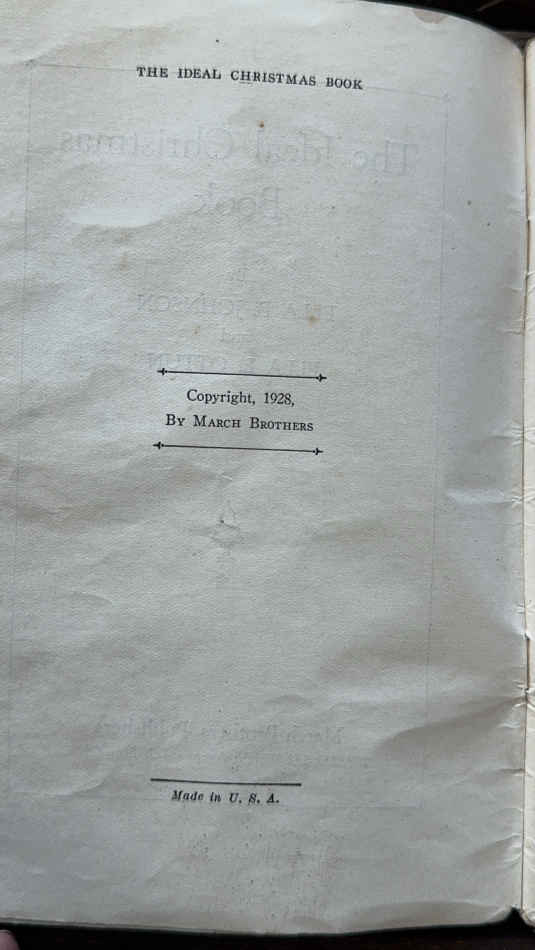 THE IDEAL CHRISTMAS BOOK
Copyright, 1928,
BY MARCH BROTHERS
Made in U. S. A.